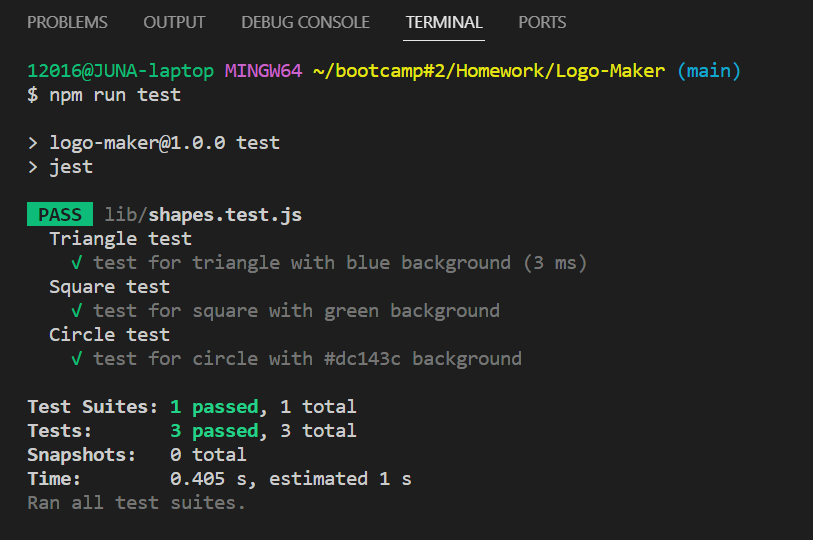 PROBLEMS OUTPUT DEBUG CONSOLE TERMINAL PORTS
12016@JUNA-laptop MINGW64 ~/bootcamp#2/Homework/Logo-Maker (main)
$ npm run test
> logo-maker@1.0.0 test
> jest
PASS lib/shapes.test.js
Triangle test
√ test for triangle with blue background (3 ms)
Square test
√ test for square with green background
Circle test
√ test for circle with #dc143c background
Test Suites: 1 passed, 1 total
Tests: 3 passed, 3 total
Snapshots: 0 total
Time: 0.405 s, estimated 1 s
Ran all test suites.